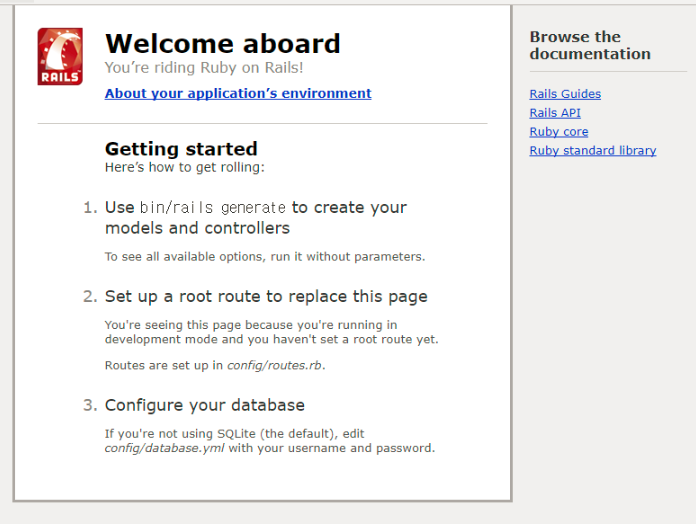 RAILS
Welcome aboard
You’re riding Ruby on Rails!
About your application’s environment
Getting started
Here’s how to get rolling:
1. Use bin/rails generate to create your
models and controllers
To see all available options, run it without parameters.
2. Set up a root route to replace this page
You're seeing this page because you're running in
development mode and you haven't set a root route yet.
Routes are set up in config/routes.rb.
3. Configure your database
If you're not using SQLite (the default), edit
config/database.yml with your username and password.
Browse the
documentation
Rails Guides
Rails API
Ruby core
Ruby standard library